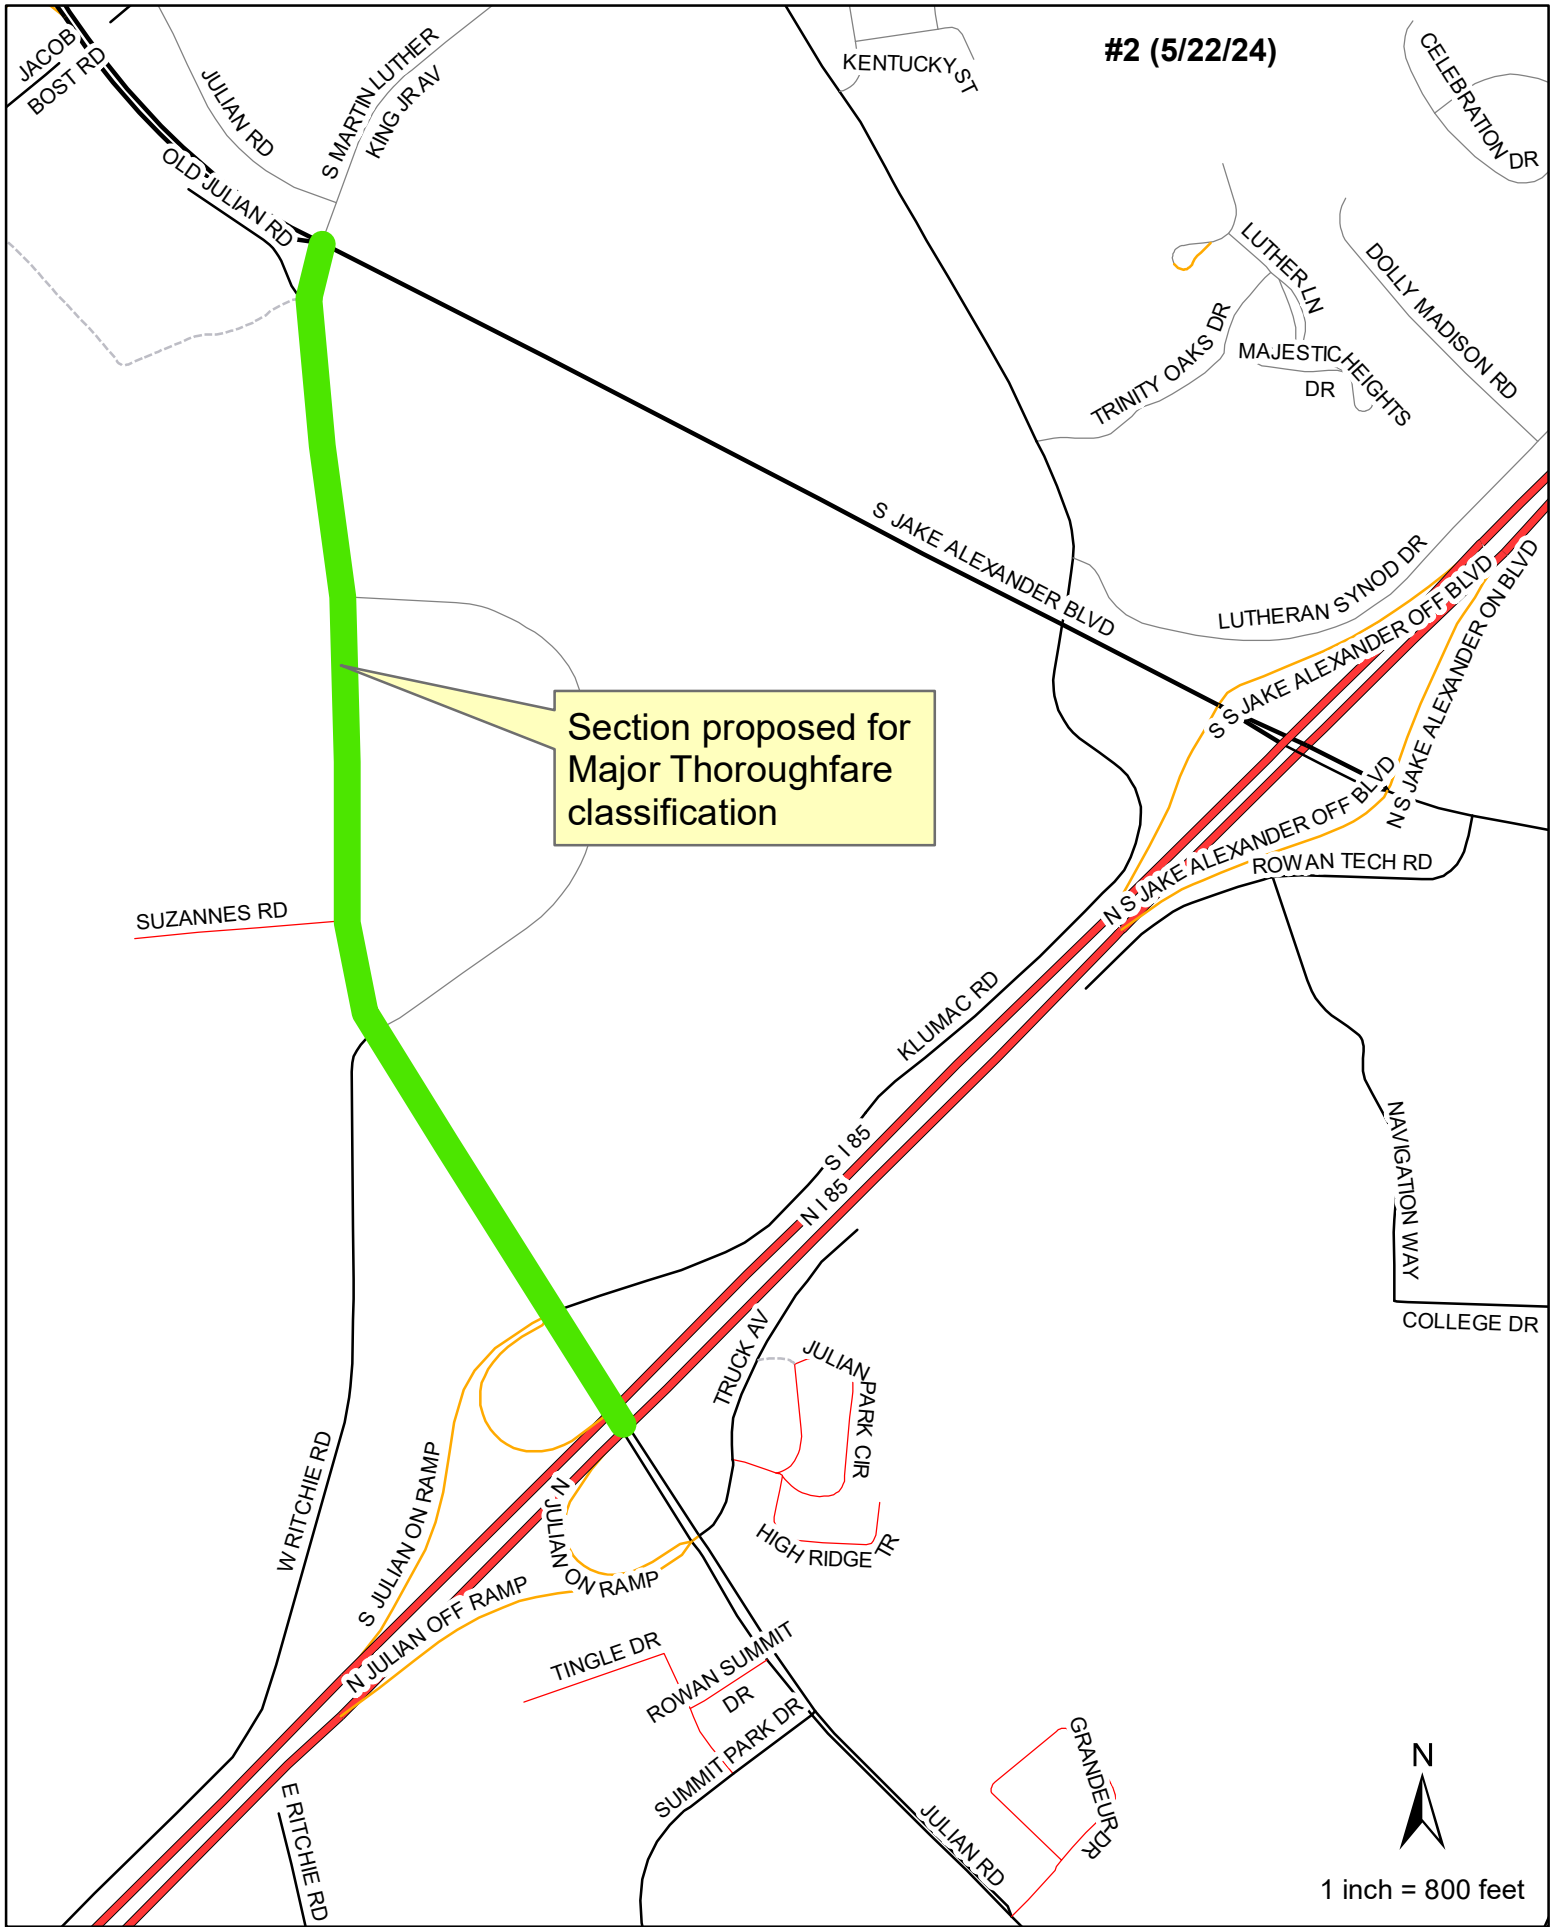 #2 (5/22/24)
JACOB
BOST RD
JULIAN RD
S MARTIN LUTHER
KING JR AV
KENTUCKY ST
CELEBRATION DR
OLD JULIAN RD
LUTHER LN
DOLLY MADISON RD
TRINITY OAKS DR
MAJESTIC HEIGHTS
DR
S JAKE ALEXANDER BLVD
LUTHERAN SYNOD DR
S S JAKE ALEXANDER OFF BLVD
N S JAKE ALEXANDER ON BLVD
Section proposed for
Major Thoroughfare
classification
N S JAKE ALEXANDER OFF BLVD
ROWAN TECH RD
SUZANNES RD
KLUMAC RD
S I 85
N I 85
NAVIGATION WAY
COLLEGE DR
TRUCK AV
JULIAN PARK CIR
W RITCHIE RD
S JULIAN ON RAMP
N JULIAN ON RAMP
HIGH RIDGE TR
N JULIAN OFF RAMP
TINGLE DR
ROWAN SUMMIT
DR
SUMMIT PARK DR
GRANDEUR DR
E RITCHIE RD
JULIAN RD
N
1 inch = 800 feet